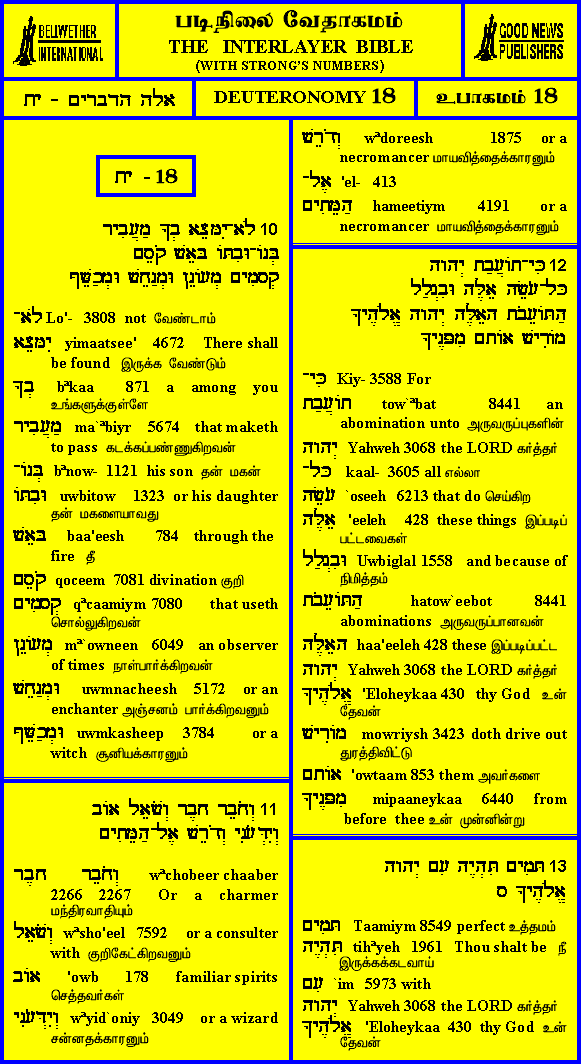 BELLWETHER
INTERNATIONAL
படிநிலை வேதாகமம்
THE INTERLAYER BIBLE
(WITH STRONG'S NUMBERS)
GOOD NEWS
PUBLISHERS
אלה הדברים - יח
DEUTERONOMY 18
உபாகமம் 18
18 - יח
10 לֹא־יִמָּצֵא בְךָ מַעֲבִיר
בְּנוֹ־וּבִתּוֹ בָּאֵשׁ קֹסֵם
קְסָמִים מְעוֹנֵן וּמְנַחֵשׁ וּמְכַשֵּׁף
לֹא־ Lo'- 3808 not வேண்டாம்
יִמָּצֵא yimaatsee' 4672 There shall
be found இருக்க வேண்டும்
בְךָ bªkaa 871 a among you
உங்களுக்குள்ளே
מַעֲבִיר ma`ªbiyr 5674 that maketh
to pass கடக்கப்பண்ணுகிறவன்
בְּנוֹ־ bªnow- 1121 his son தன் மகன்
וּבִתּוֹ uwbitow 1323 or his daughter
தன் மகளையாவது
בָּאֵשׁ baa'eesh 784 through the
fire தீ
קֹסֵם qoceem 7081 divination குறி
קְסָמִים qªcaamiym 7080 that useth
சொல்லுகிறவன்
מְעוֹנֵן mª`owneen 6049 an observer
of times நாள்பார்க்கிறவன்
וּמְנַחֵשׁ uwmnacheesh 5172 or an
enchanter அஞ்சனம் பார்க்கிறவனும்
וּמְכַשֵּׁף uwmkasheep 3784 or a
witch சூனியக்காரனும்
11 וְחֹבֵר חָבֶר וְשֹׁאֵל אוֹב
וְיִדְּעֹנִי וְדֹרֵשׁ אֶל־הַמֵּתִים
וְחֹבֵר חָבֶר wªchobeer chaaber
2266 2267 Or a charmer
மந்திரவாதியும்
וְשֹׁאֵל wªsho'eel 7592 or a consulter
with குறிகேட்கிறவனும்
אוֹב 'owb 178 familiar spirits
செத்தவர்கள்
וְיִדְּעֹנִי wªyid`oniy 3049 or a wizard
சன்னதக்காரனும்
וְדֹרֵשׁ wªdoreesh 1875 or a
necromancer மாயவித்தைக்காரனும்
אֶל־ 'el- 413
הַמֵּתִים hameetiym 4191 or a
necromancer மாயவித்தைக்காரனும்
12 כִּי־תוֹעֲבַת יְהוָה
כָּל־עֹשֵׂה אֵלֶּה וּבִגְלַל
הַתּוֹעֵבֹת הָאֵלֶּה יְהוָה אֱלֹהֶיךָ
מוֹרִישׁ אוֹתָם מִפָּנֶיךָ
כִּי־ Kiy- 3588 For
תוֹעֲבַת tow`ªbat 8441 an
abomination unto அருவருப்புகளின்
יְהוָה Yahweh 3068 the LORD கர்த்தர்
כָּל־ kaal- 3605 all எல்லா
עֹשֵׂה `oseeh 6213 that do செய்கிற
אֵלֶּה 'eeleh 428 these things இப்படிப்
பட்டவைகள்
וּבִגְלַל Uwbiglal 1558 and because of
நிமித்தம்
הַתּוֹעֵבֹת hatow`eebot 8441
abominations அருவருப்பானவன்
הָאֵלֶּה haa'eeleh 428 these இப்படிப்பட்ட
יְהוָה Yahweh 3068 the LORD கர்த்தர்
אֱלֹהֶיךָ 'Eloheykaa 430 thy God உன்
தேவன்
מוֹרִישׁ mowriysh 3423 doth drive out
துரத்திவிட்டு
אוֹתָם 'owtaam 853 them அவர்களை
מִפָּנֶיךָ mipaaneykaa 6440 from
before thee உன் முன்னின்று
13 תָּמִים תִּהְיֶה עִם יְהוָה
אֱלֹהֶיךָ ס
תָּמִים Taamiym 8549 perfect உத்தமம்
תִּהְיֶה tihªyeh 1961 Thou shalt be நீ
இருக்கக்கடவாய்
עִם `im 5973 with
יְהוָה Yahweh 3068 the LORD கர்த்தர்
אֱלֹהֶיךָ 'Eloheykaa 430 thy God உன்
தேவன்